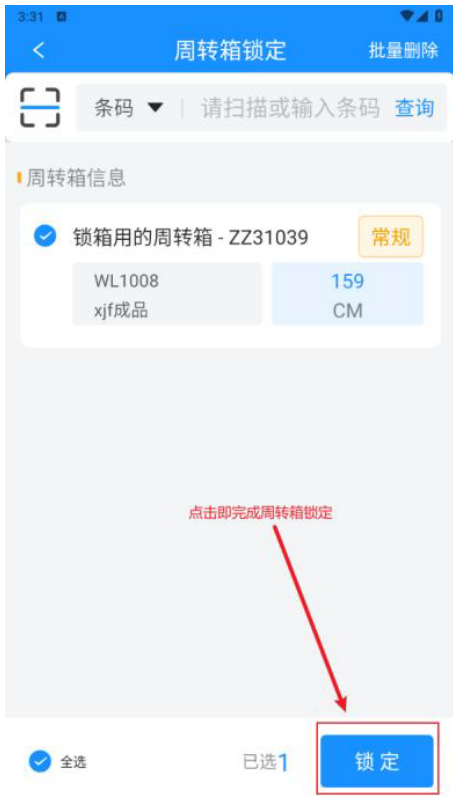 3:31
周转箱锁定 批量删除
条码 请扫描或输入条码 查询
周转箱信息
锁箱用的周转箱 - ZZ31039 常规
WL1008 159
xjf成品 CM
点击即完成周转箱锁定
全选 已选1 锁定